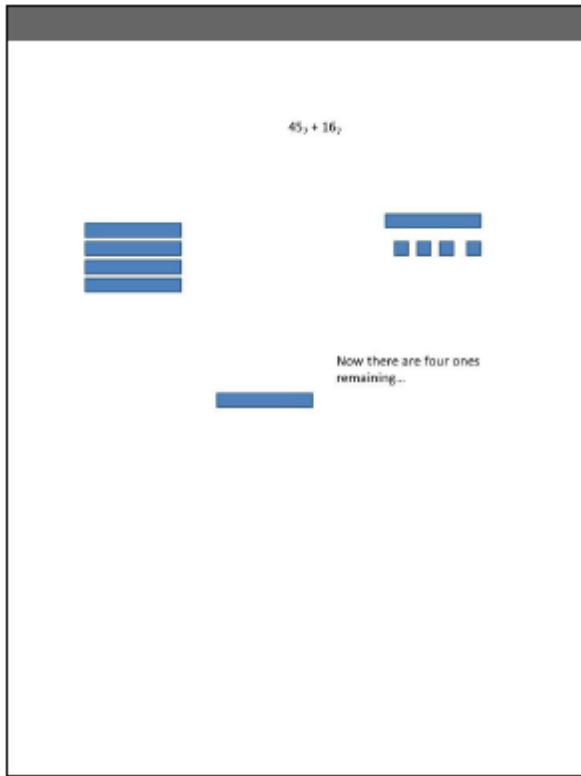 45₇ + 16₇
Now there are four ones
remaining...